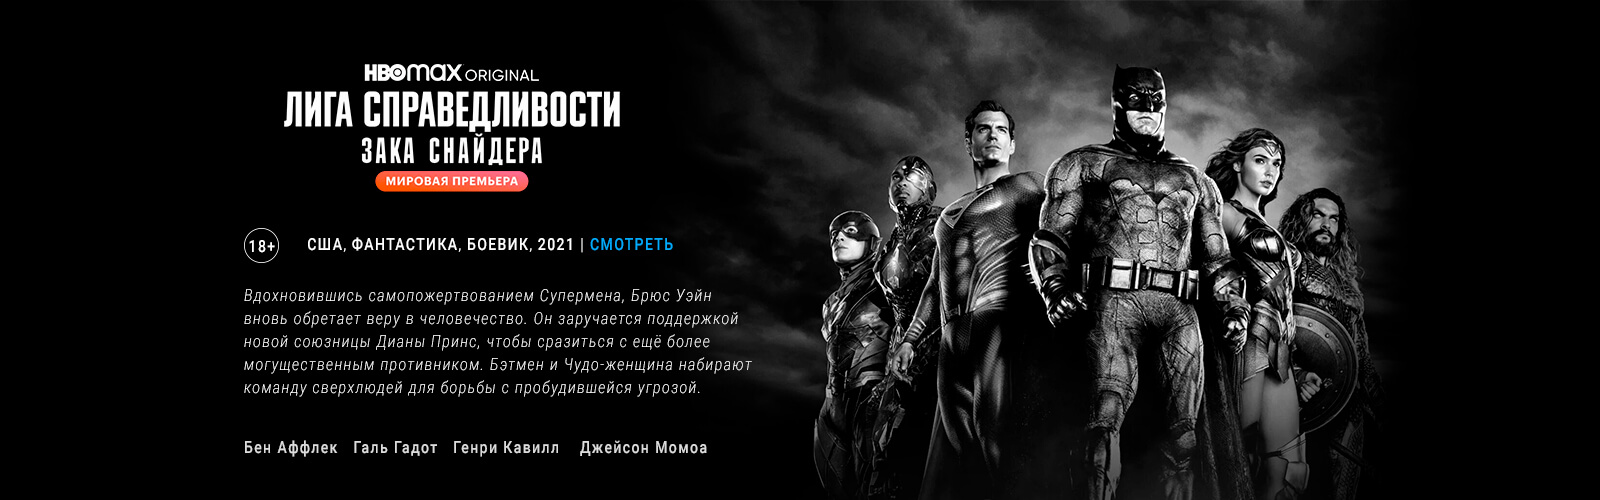 HBOMAX ORIGINAL
ЛИГА СПРАВЕДЛИВОСТИ
ЗАКА СНАЙДЕРА
МИРОВАЯ ПРЕМЬЕРА
18+ США, ФАНТАСТИКА, БОЕВИК, 2021 | СМОТРЕТЬ
Вдохновившись самопожертвованием Супермена, Брюс Уэйн
вновь обретает веру в человечество. Он заручается поддержкой
новой союзницы Дианы Принс, чтобы сразиться с ещё более
могущественным противником. Бэтмен и Чудо-женщина набирают
команду сверхлюдей для борьбы с пробудившейся угрозой.
Бен Аффлек Галь Гадот Генри Кавилл Джейсон Момоа